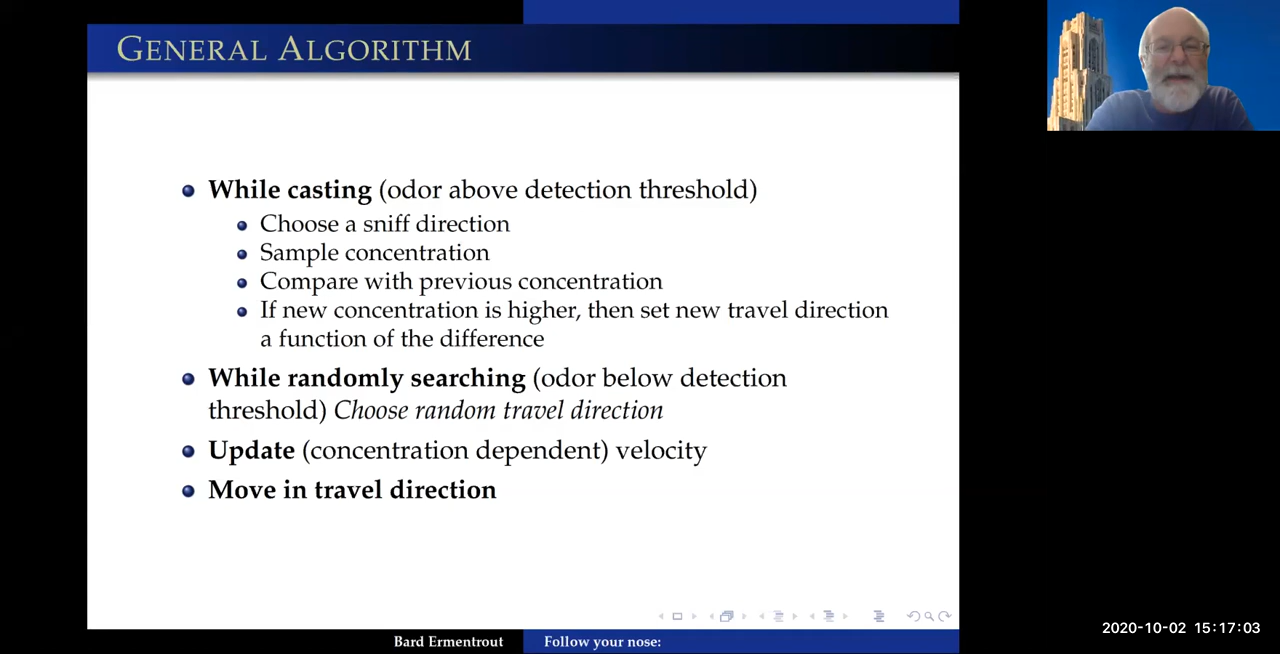 GENERAL ALGORITHM
While casting (odor above detection threshold)
Choose a sniff direction
Sample concentration
Compare with previous concentration
If new concentration is higher, then set new travel direction
a function of the difference
While randomly searching (odor below detection
threshold) Choose random travel direction
Update (concentration dependent) velocity
Move in travel direction
Bard Ermentrout
Follow your nose:
2020-10-02 15:17:03